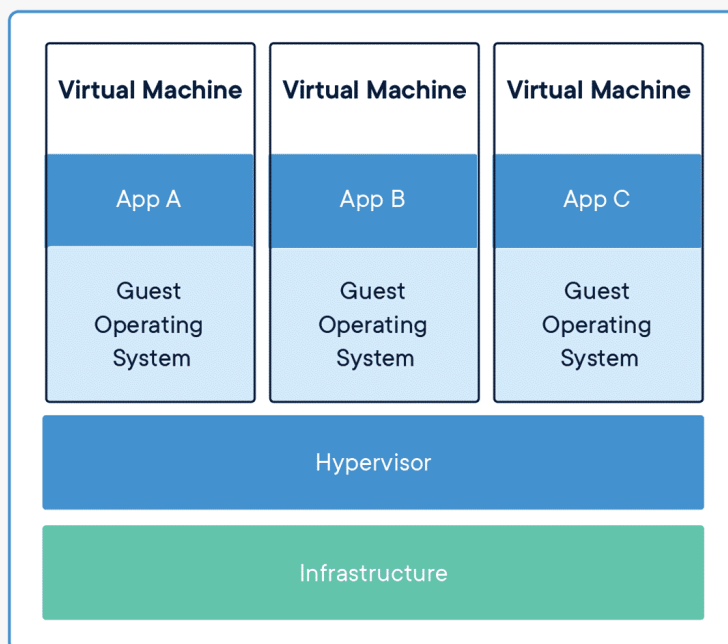 Virtual Machine
Virtual Machine
Virtual Machine
App A
App B
App C
Guest
Operating
System
Guest
Operating
System
Guest
Operating
System
Hypervisor
Infrastructure